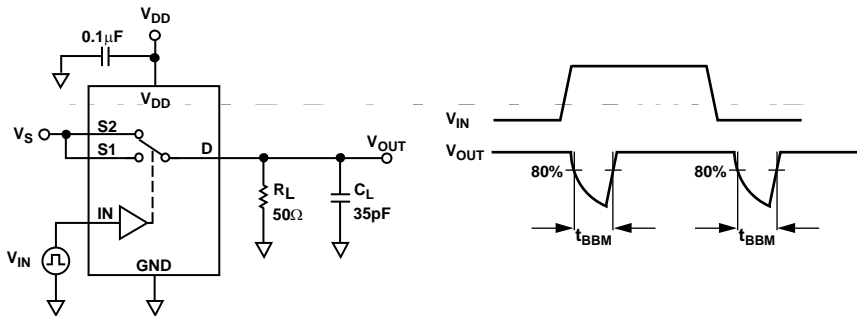 V_DD
0.1μF
V_DD
V_S
S2
S1
D
V_OUT
IN
R_L
50Ω
C_L
35pF
V_IN
GND
V_IN
V_OUT
80%
80%
t_BBM
t_BBM